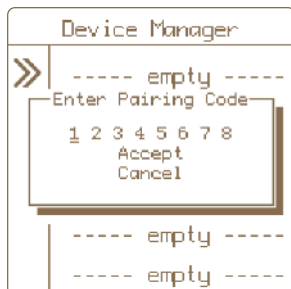 Device Manager
----- empty -----
Enter Pairing Code
1 2 3 4 5 6 7 8
Accept
Cancel
----- empty -----
----- empty -----